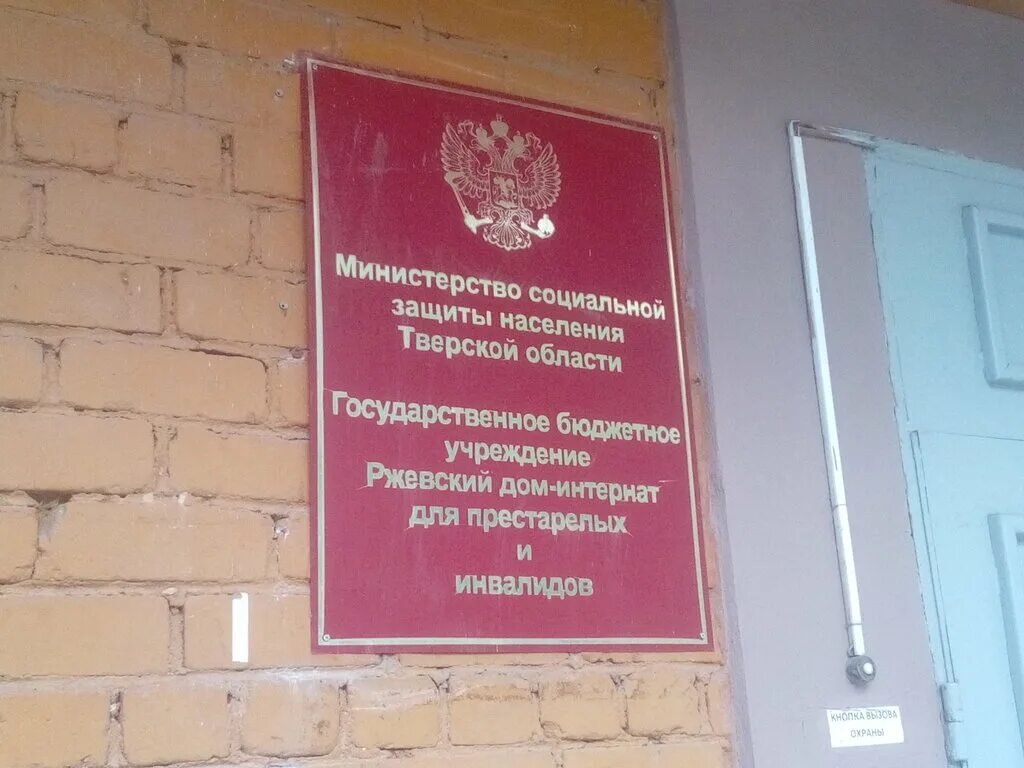 Министерство социальной
защиты населения
Тверской области
Государственное бюджетное
учреждение
Ржевский дом-интернат
для престарелых
и
инвалидов
КНОПКА ВЫЗОВА
ОХРАНЫ